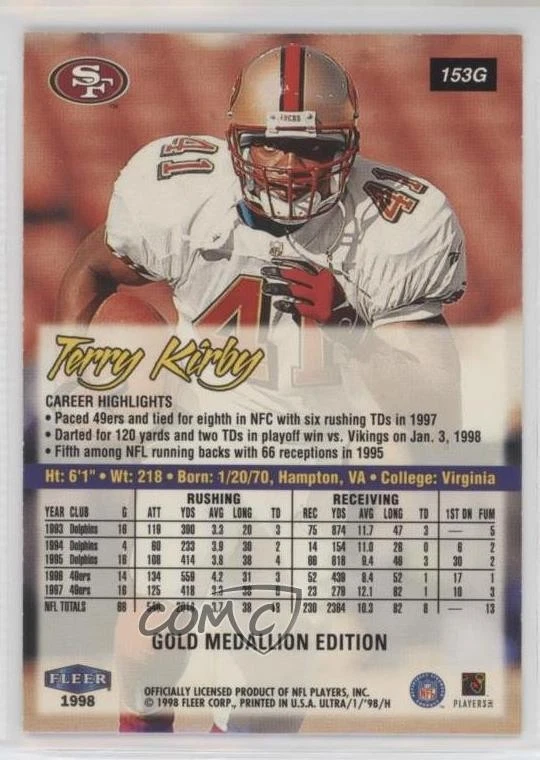 SF
153G
49ERS
41
41
41
Terry Kirby
CAREER HIGHLIGHTS
• Paced 49ers and tied for eighth in NFC with six rushing TDs in 1997
• Darted for 120 yards and two TDs in playoff win vs. Vikings on Jan. 3, 1998
• Fifth among NFL running backs with 66 receptions in 1995
Ht: 6'1" • Wt: 218 • Born: 1/20/70, Hampton, VA • College: Virginia
RUSHING RECEIVING
YEAR CLUB G ATT YDS AVG LONG TD REC YDS AVG LONG TD 1ST DN FUM
1993 Dolphins 16 119 390 3.3 20 3 75 874 11.7 47 3 — 5
1994 Dolphins 4 60 233 3.9 30 2 14 154 11.0 26 0 6 2
1995 Dolphins 16 108 414 3.8 38 4 66 618 9.4 46 3 30 2
1996 49ers 14 134 559 4.2 31 3 52 439 8.4 52 1 17 1
1997 49ers 16 125 418 3.3 38 6 23 279 12.1 82 1 10 3
NFL TOTALS 66 3.7 38 230 2364 10.3 82 8 — 13
COMC
GOLD MEDALLION EDITION
FLEER
1998
OFFICIALLY LICENSED PRODUCT OF NFL PLAYERS, INC.
© 1998 FLEER CORP., PRINTED IN U.S.A. ULTRA/1/'98/H
NFL
PLAYERS INC